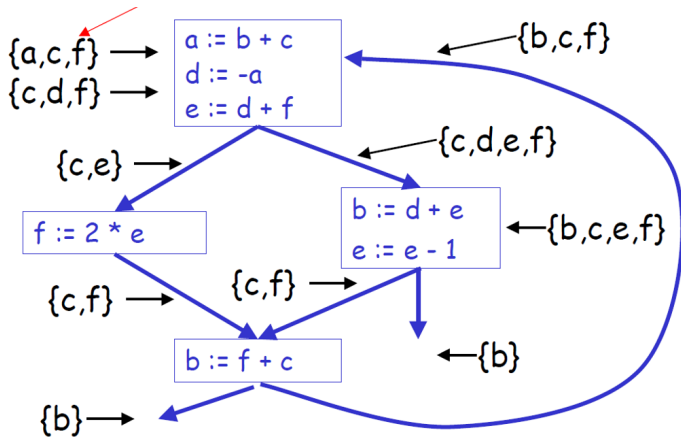 {b,c,f}
{a,c,f}
a := b + c
{c,d,f}
d := -a
e := d + f
{c,d,e,f}
{c,e}
b := d + e
f := 2 * e
e := e - 1
{b,c,e,f}
{c,f}
{c,f}
b := f + c
{b}
{b}